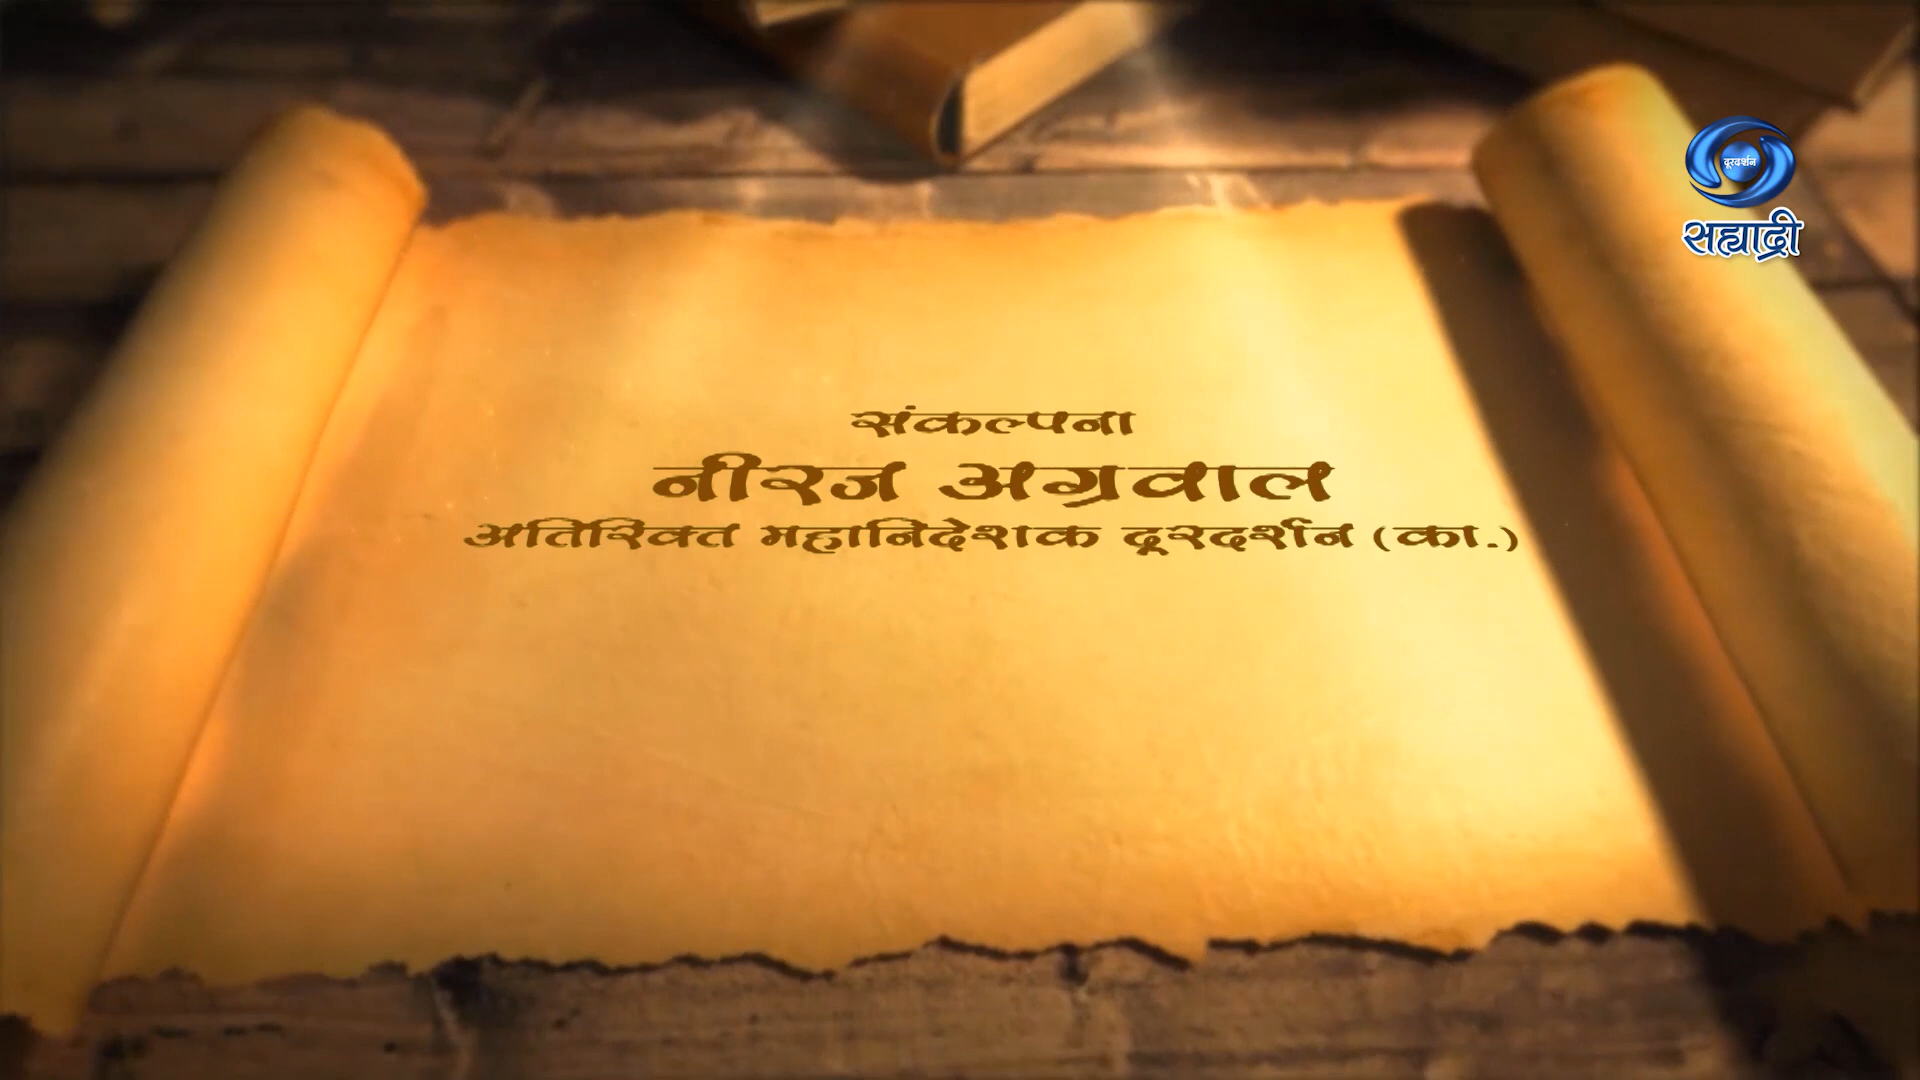 दूरदर्शन
सह्याद्री
संकल्पना
नीरज अग्रवाल
अतिरिक्त महानिदेशक दूरदर्शन (का.)